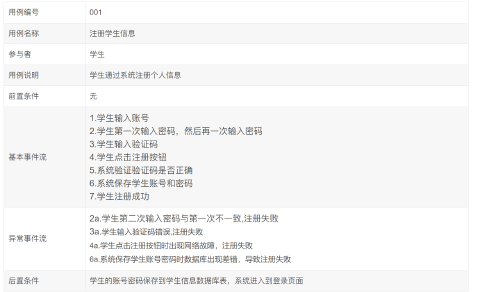 用例编号 001
用例名称 注册学生信息
参与者 学生
用例说明 学生通过系统注册个人信息
前置条件 无
基本事件流
1.学生输入账号
2.学生第一次输入密码，然后再一次输入密码
3.学生输入验证码
4.学生点击注册按钮
5.系统验证验证码是否正确
6.系统保存学生账号和密码
7.学生注册成功
异常事件流
2a.学生第二次输入密码与第一次不一致,注册失败
3a.学生输入验证码错误,注册失败
4a.学生点击注册按钮时出现网络故障，注册失败
6a.系统保存学生账号密码时数据库出现差错，导致注册失败
后置条件 学生的账号密码保存到学生信息数据库表，系统进入到登录页面